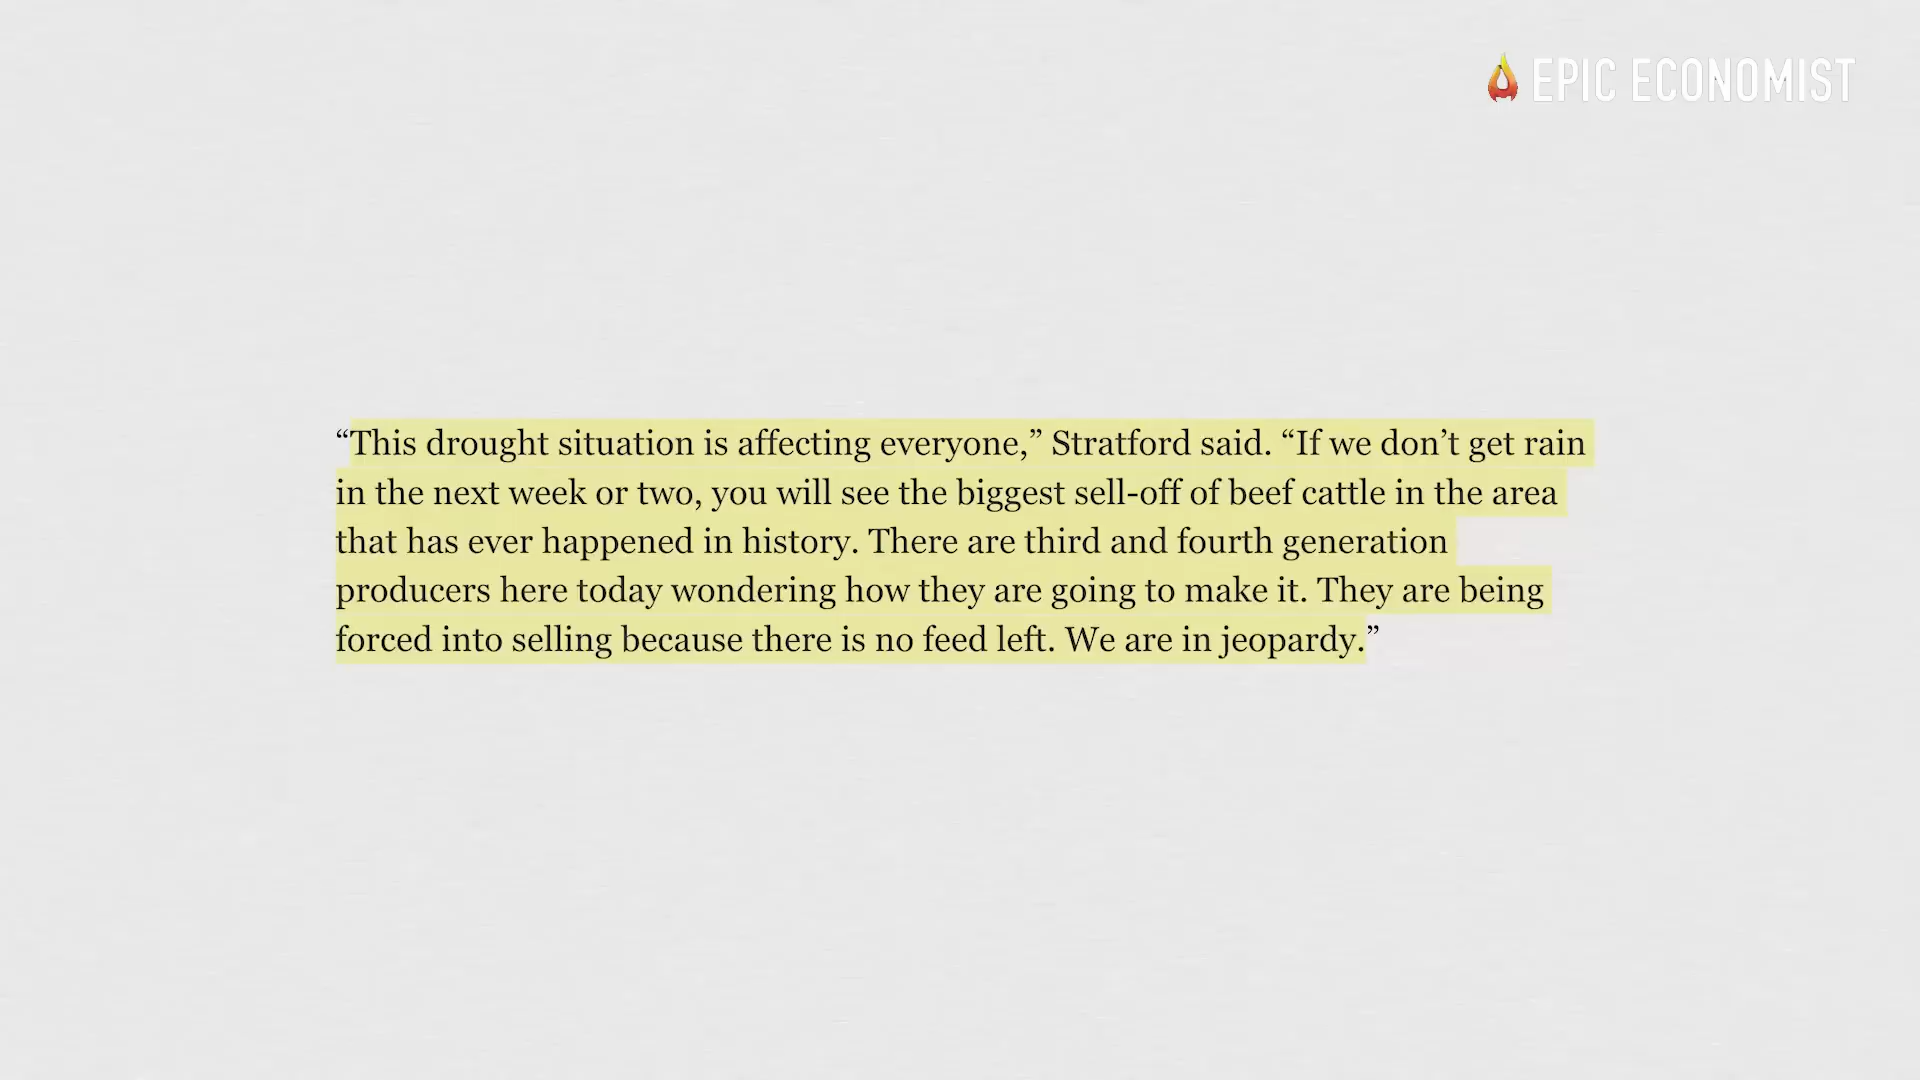 EPIC ECONOMIST
“This drought situation is affecting everyone,” Stratford said. “If we don’t get rain
in the next week or two, you will see the biggest sell-off of beef cattle in the area
that has ever happened in history. There are third and fourth generation
producers here today wondering how they are going to make it. They are being
forced into selling because there is no feed left. We are in jeopardy.”